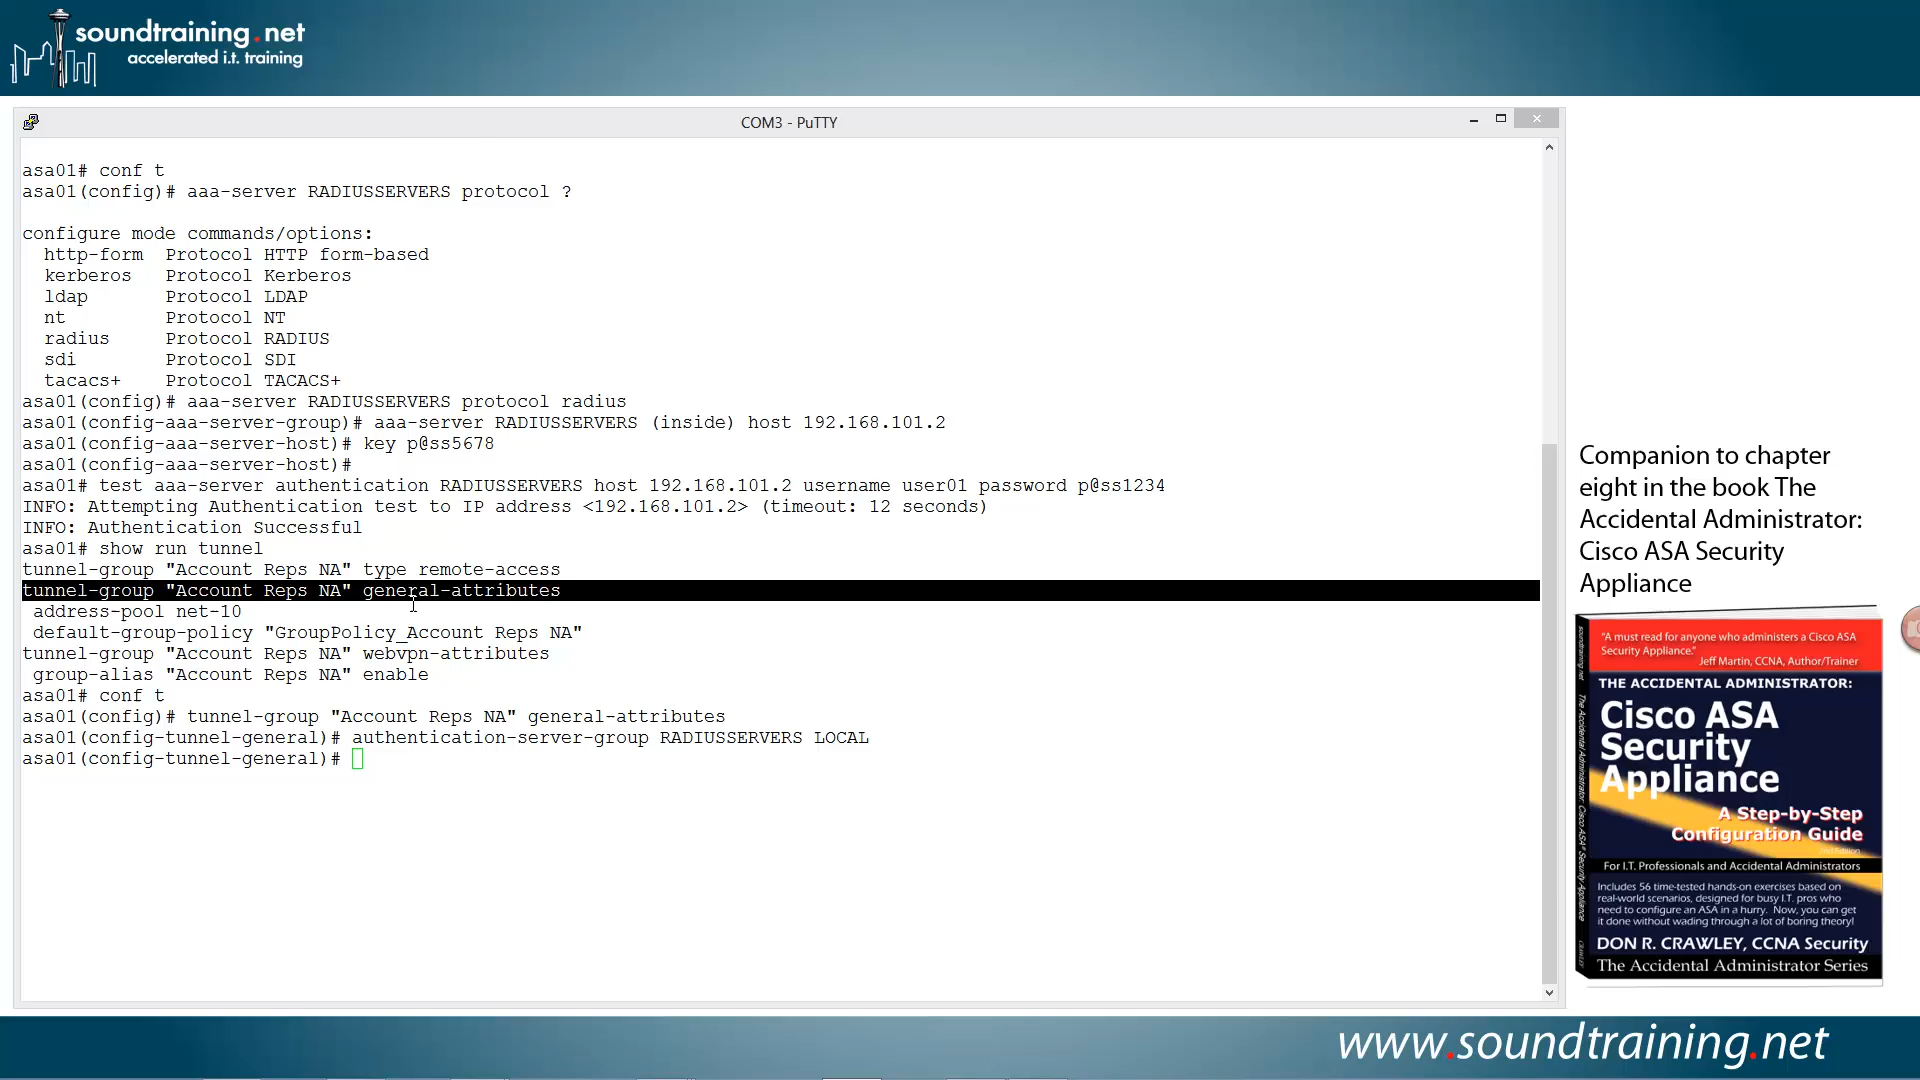 soundtraining.net
accelerated i.t. training
COM3 - PuTTY
asa01# conf t
asa01(config)# aaa-server RADIUSSERVERS protocol ?
configure mode commands/options:
  http-form  Protocol HTTP form-based
  kerberos   Protocol Kerberos
  ldap       Protocol LDAP
  nt         Protocol NT
  radius     Protocol RADIUS
  sdi        Protocol SDI
  tacacs+    Protocol TACACS+
asa01(config)# aaa-server RADIUSSERVERS protocol radius
asa01(config-aaa-server-group)# aaa-server RADIUSSERVERS (inside) host 192.168.101.2
asa01(config-aaa-server-host)# key p@ss5678
asa01(config-aaa-server-host)#
asa01# test aaa-server authentication RADIUSSERVERS host 192.168.101.2 username user01 password p@ss1234
INFO: Attempting Authentication test to IP address <192.168.101.2> (timeout: 12 seconds)
INFO: Authentication Successful
asa01# show run tunnel
tunnel-group "Account Reps NA" type remote-access
tunnel-group "Account Reps NA" general-attributes
 address-pool net-10
 default-group-policy "GroupPolicy_Account Reps NA"
tunnel-group "Account Reps NA" webvpn-attributes
 group-alias "Account Reps NA" enable
asa01# conf t
asa01(config)# tunnel-group "Account Reps NA" general-attributes
asa01(config-tunnel-general)# authentication-server-group RADIUSSERVERS LOCAL
asa01(config-tunnel-general)#
Companion to chapter
eight in the book The
Accidental Administrator:
Cisco ASA Security
Appliance
"A must read for anyone who administers a Cisco ASA
Security Appliance."
Jeff Martin, CCNA, Author/Trainer
THE ACCIDENTAL ADMINISTRATOR:
Cisco ASA
Security
Appliance
A Step-by-Step
Configuration Guide
For I.T. Professionals and Accidental Administrators
Includes 56 time-tested hands-on exercises based on
real-world scenarios, designed for busy I.T. pros who
need to configure an ASA in a hurry. Now, you can get
it done without wading through a lot of boring theory!
DON R. CRAWLEY, CCNA Security
The Accidental Administrator Series
www.soundtraining.net